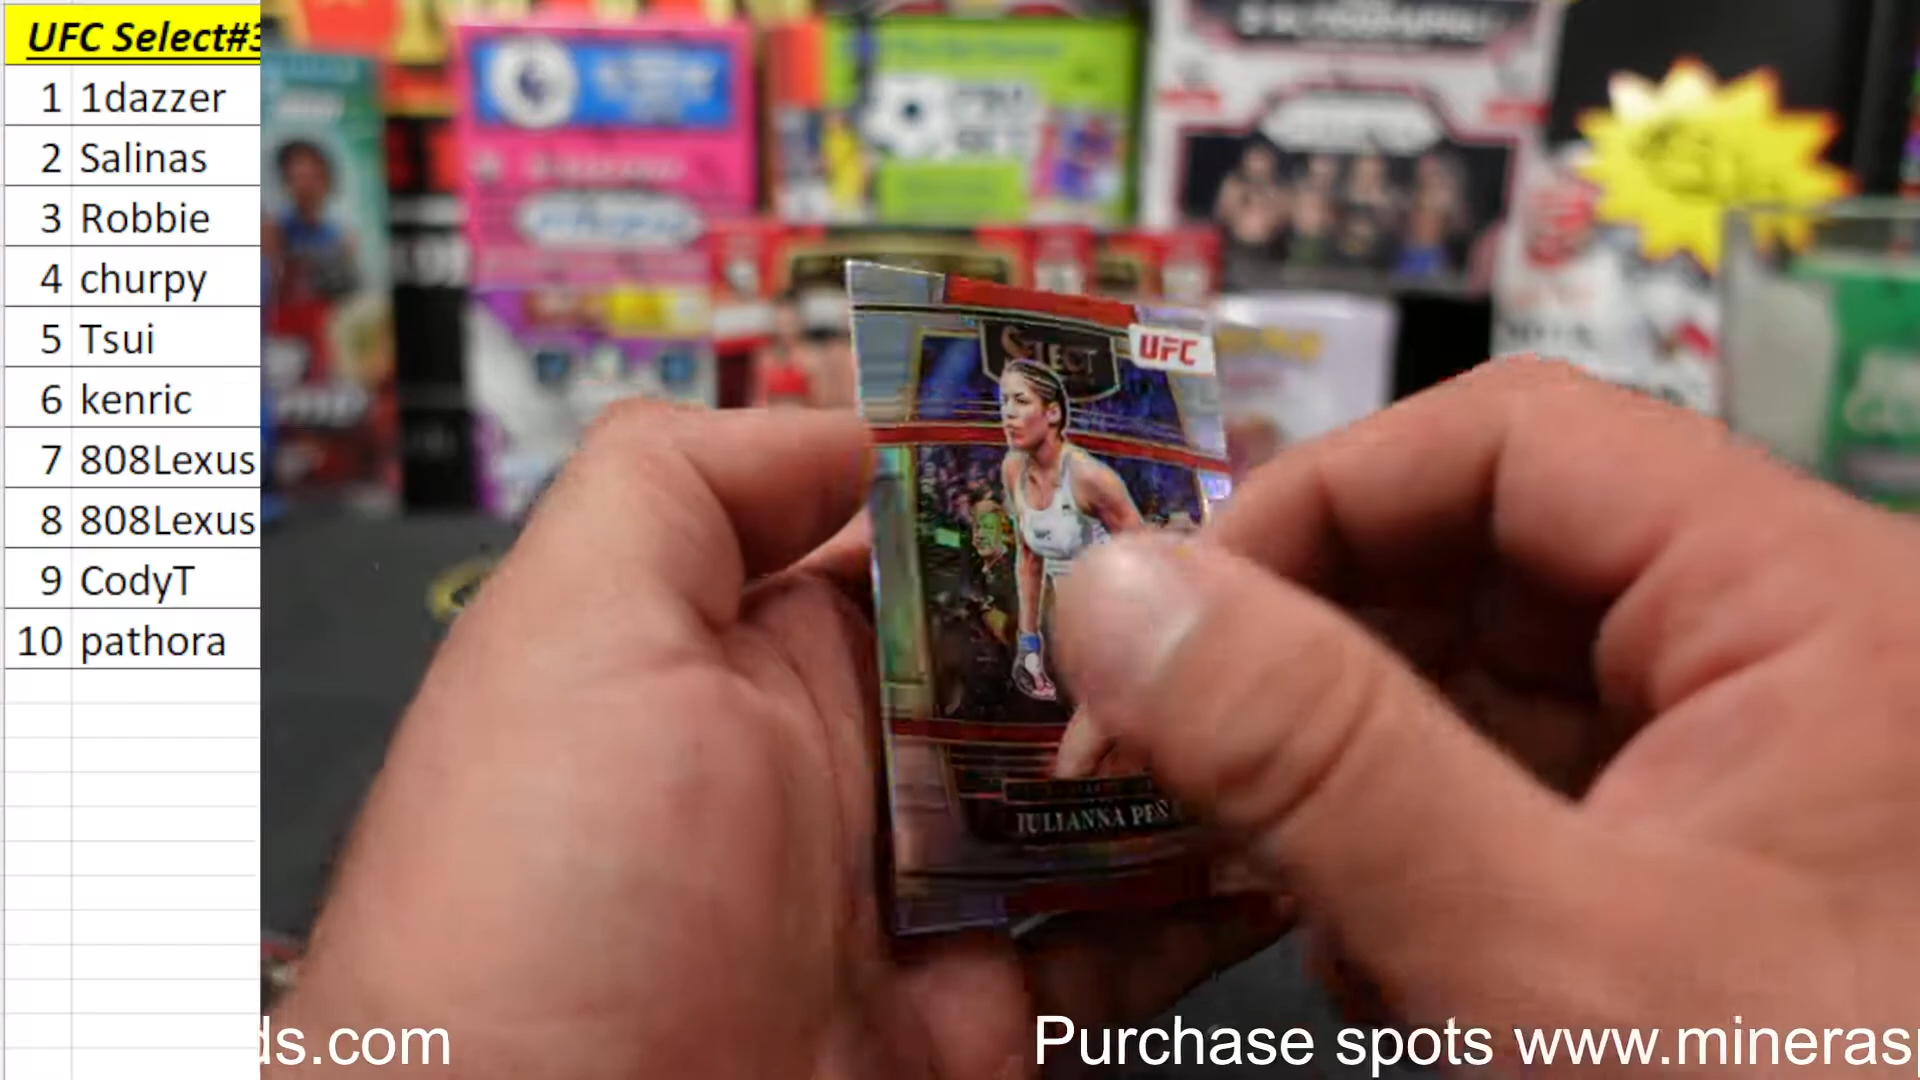 UFC Select#3
1 1dazzer
2 Salinas
3 Robbie
4 churpy
5 Tsui
6 kenric
7 808Lexus
8 808Lexus
9 CodyT
10 pathora
SELECT
UFC
JULIANNA
ds.com
Purchase spots www.mineras